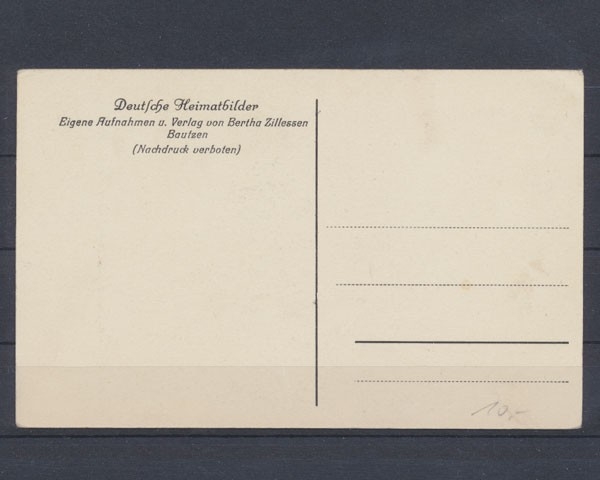 Deutſche Heimatbilder
Eigene Aufnahmen u. Verlag von Bertha Zillessen
Bautzen
(Nachdruck verboten)
10,-